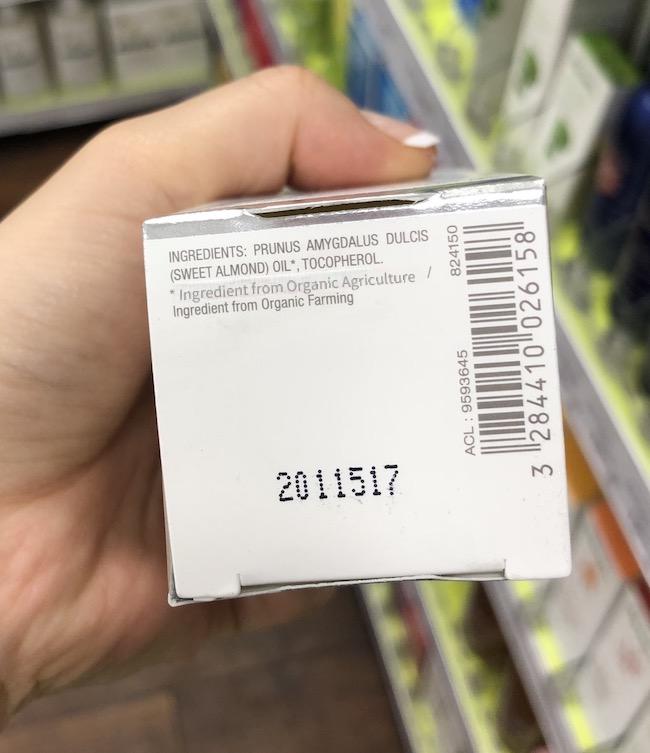 INGREDIENTS: PRUNUS AMYGDALUS DULCIS
(SWEET ALMOND) OIL*, TOCOPHEROL.
* Ingredient from Organic Agriculture /
Ingredient from Organic Farming
824150
ACL : 9593645
3 284410 026158
2011517